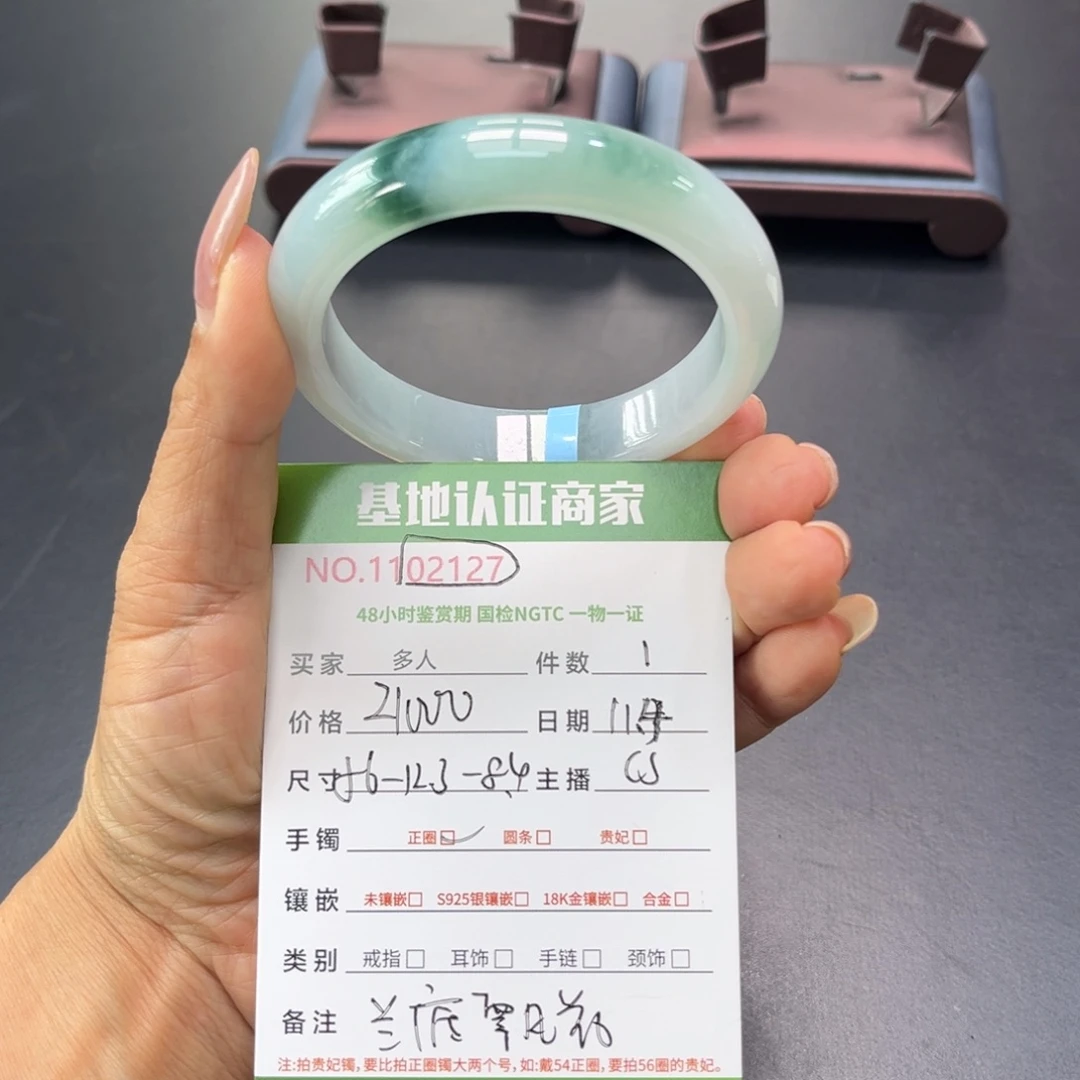 基地认证商家
NO.1102127
48小时鉴赏期 国检NGTC 一物一证
买家 多人 件数 1
价格 21000 日期
尺寸 56-12.3-8.4 主播 CS
手镯 正圈☑ 圆条□ 贵妃□
镶嵌 未镶嵌□ S925银镶嵌□ 18K金镶嵌□ 合金□
类别 戒指□ 耳饰□ 手链□ 颈饰□
备注 兰底翠
注:拍贵妃镯,要比拍正圈镯大两个号,如:戴54正圈,要拍56圈的贵妃。